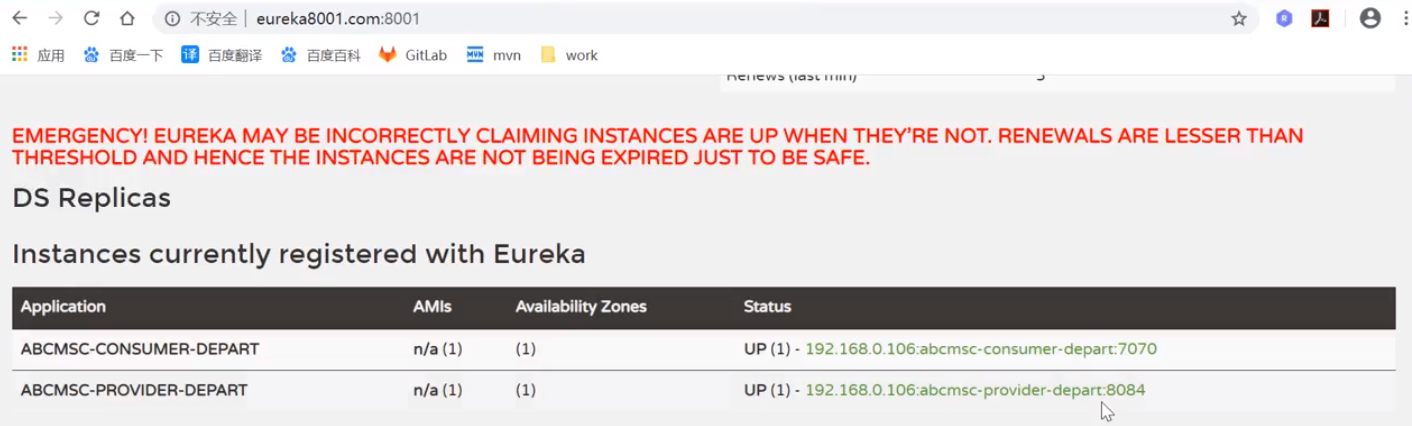 不安全 eureka8001.com:8001
应用 百度一下 译 百度翻译 百度百科 GitLab MVN mvn work
Renews (last min)
EMERGENCY! EUREKA MAY BE INCORRECTLY CLAIMING INSTANCES ARE UP WHEN THEY'RE NOT. RENEWALS ARE LESSER THAN
THRESHOLD AND HENCE THE INSTANCES ARE NOT BEING EXPIRED JUST TO BE SAFE.
DS Replicas
Instances currently registered with Eureka
Application AMIs Availability Zones Status
ABCMSC-CONSUMER-DEPART n/a (1) (1) UP (1) - 192.168.0.106:abcmsc-consumer-depart:7070
ABCMSC-PROVIDER-DEPART n/a (1) (1) UP (1) - 192.168.0.106:abcmsc-provider-depart:8084